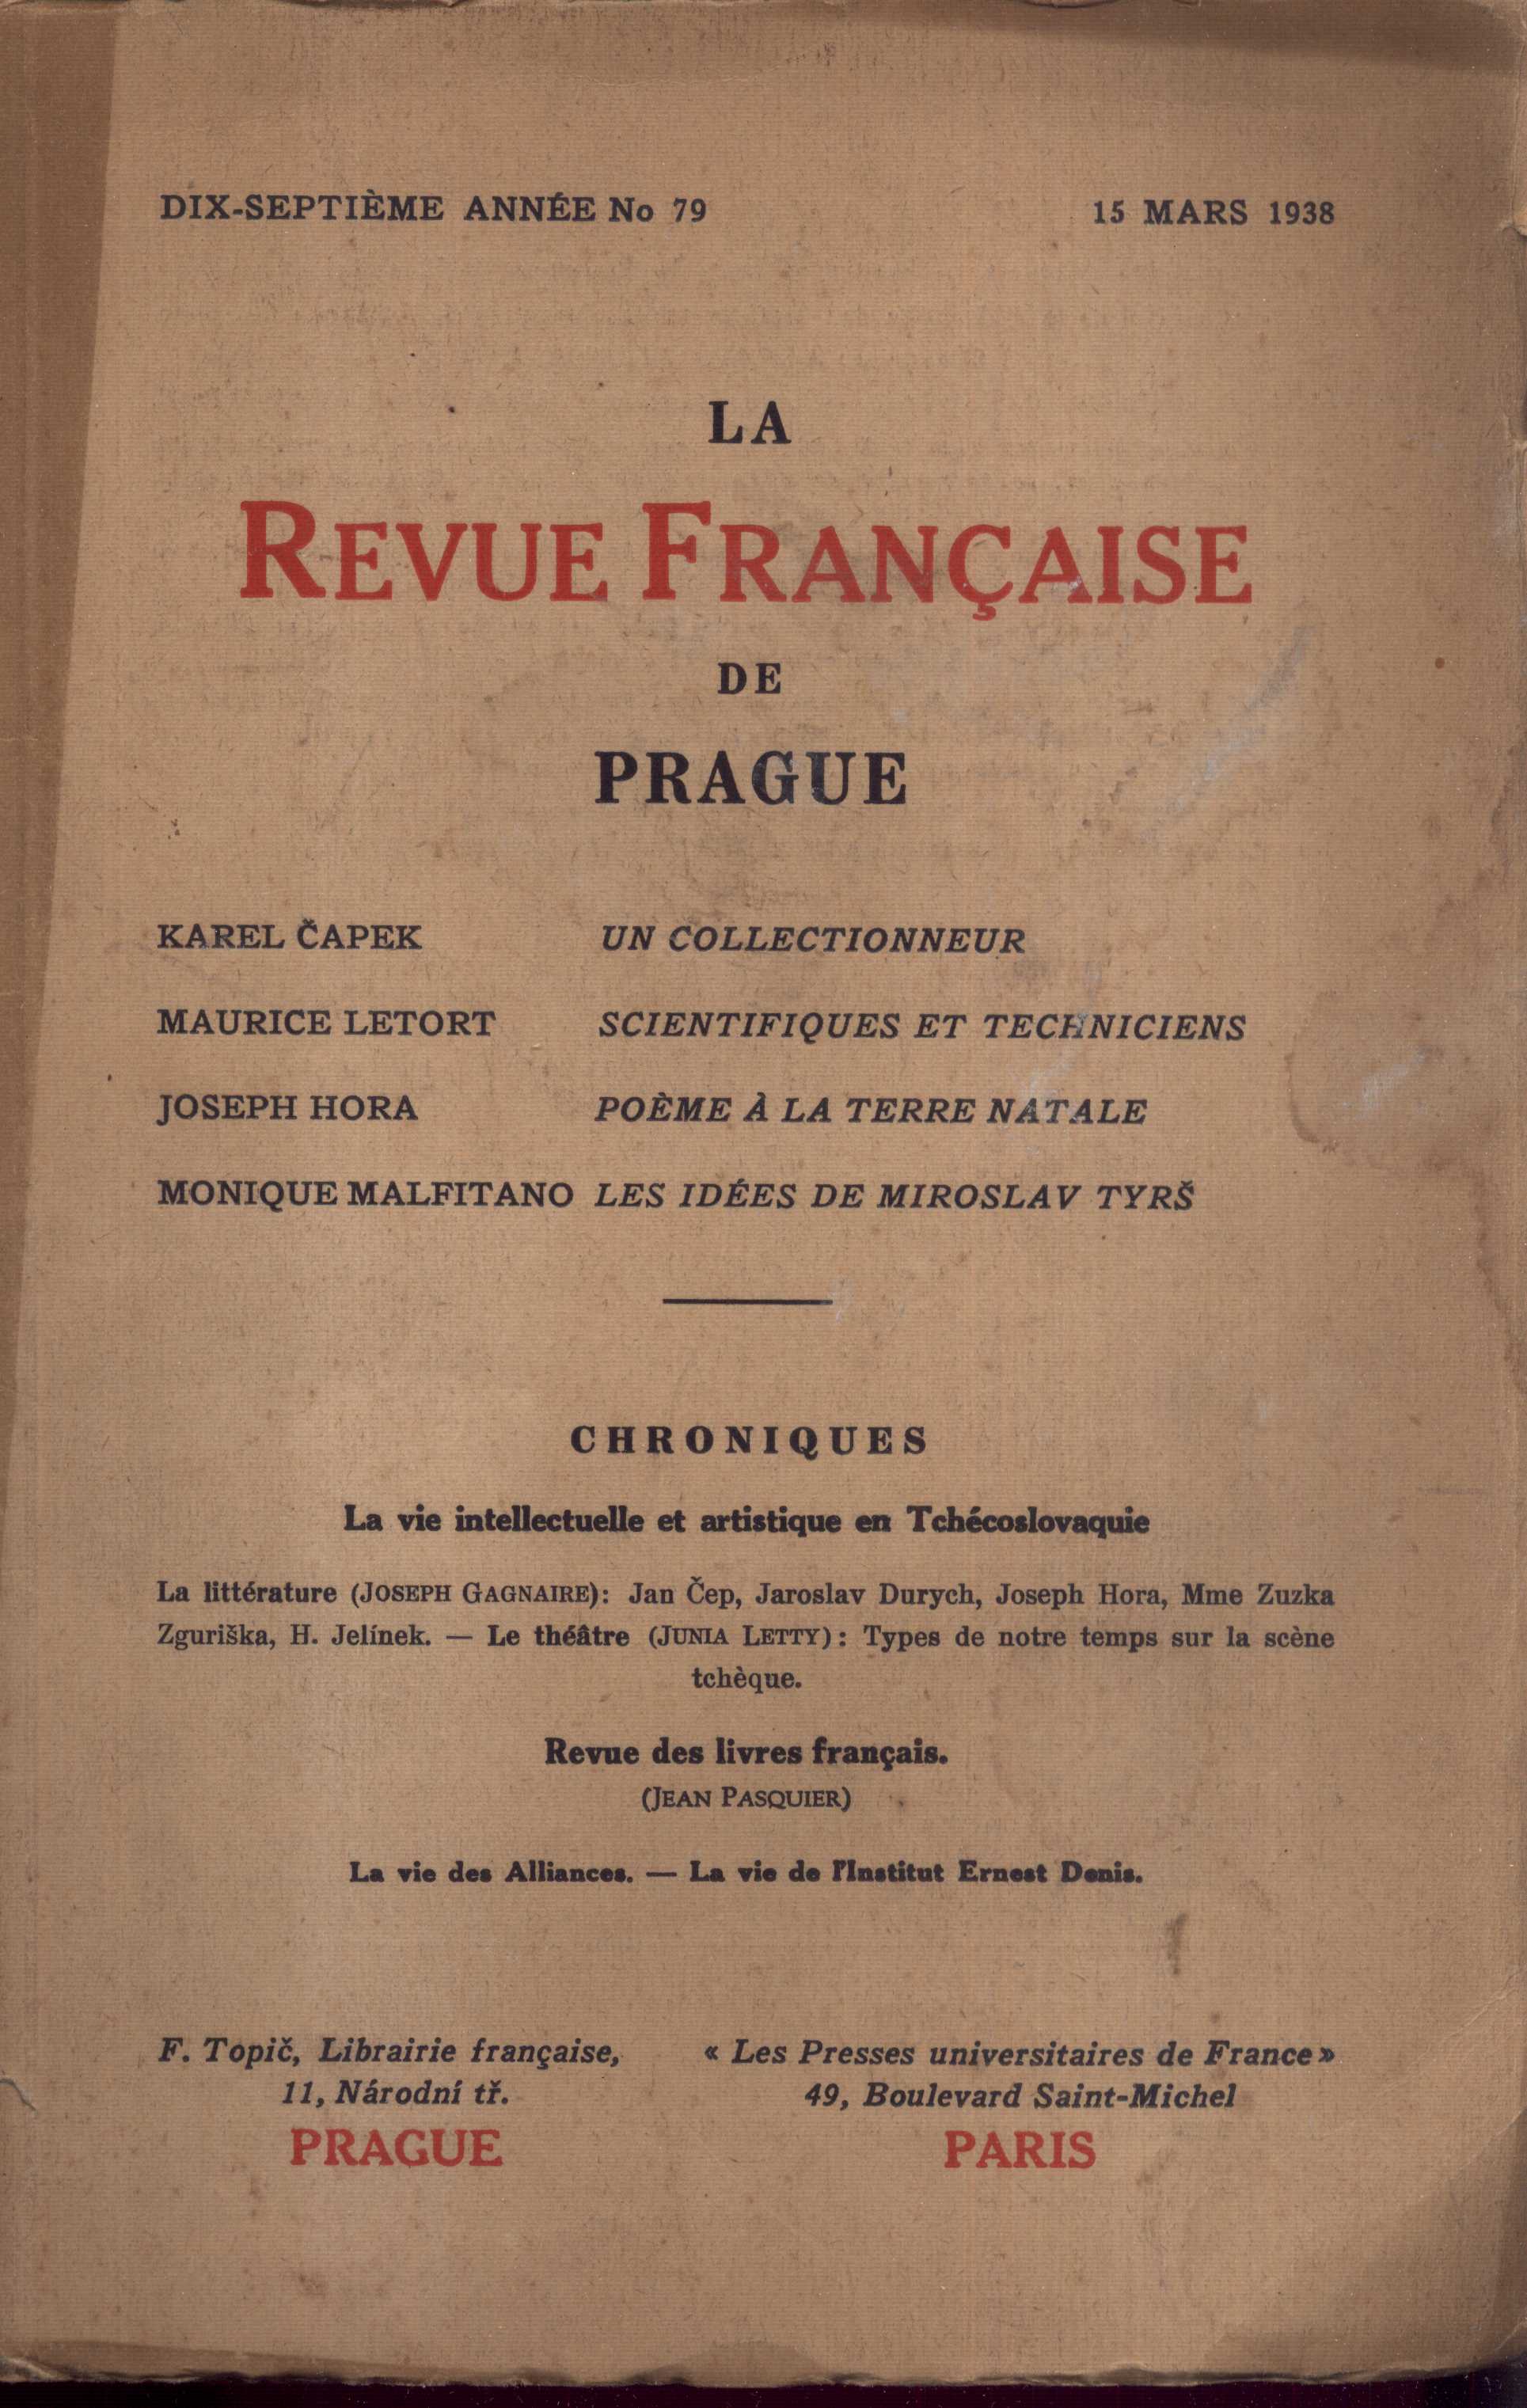 DIX-SEPTIÈME ANNÉE No 79 15 MARS 1938
LA
REVUE FRANÇAISE
DE
PRAGUE
KAREL ČAPEK UN COLLECTIONNEUR
MAURICE LETORT SCIENTIFIQUES ET TECHNICIENS
JOSEPH HORA POÈME À LA TERRE NATALE
MONIQUE MALFITANO LES IDÉES DE MIROSLAV TYRŠ
CHRONIQUES
La vie intellectuelle et artistique en Tchécoslovaquie
La littérature (JOSEPH GAGNAIRE): Jan Čep, Jaroslav Durych, Joseph Hora, Mme Zuzka
Zguriška, H. Jelínek. — Le théâtre (JUNIA LETTY): Types de notre temps sur la scène
tchèque.
Revue des livres français.
(JEAN PASQUIER)
La vie des Alliances. — La vie de l'Institut Ernest Denis.
F. Topič, Librairie française, « Les Presses universitaires de France »
11, Národní tř. 49, Boulevard Saint-Michel
PRAGUE PARIS